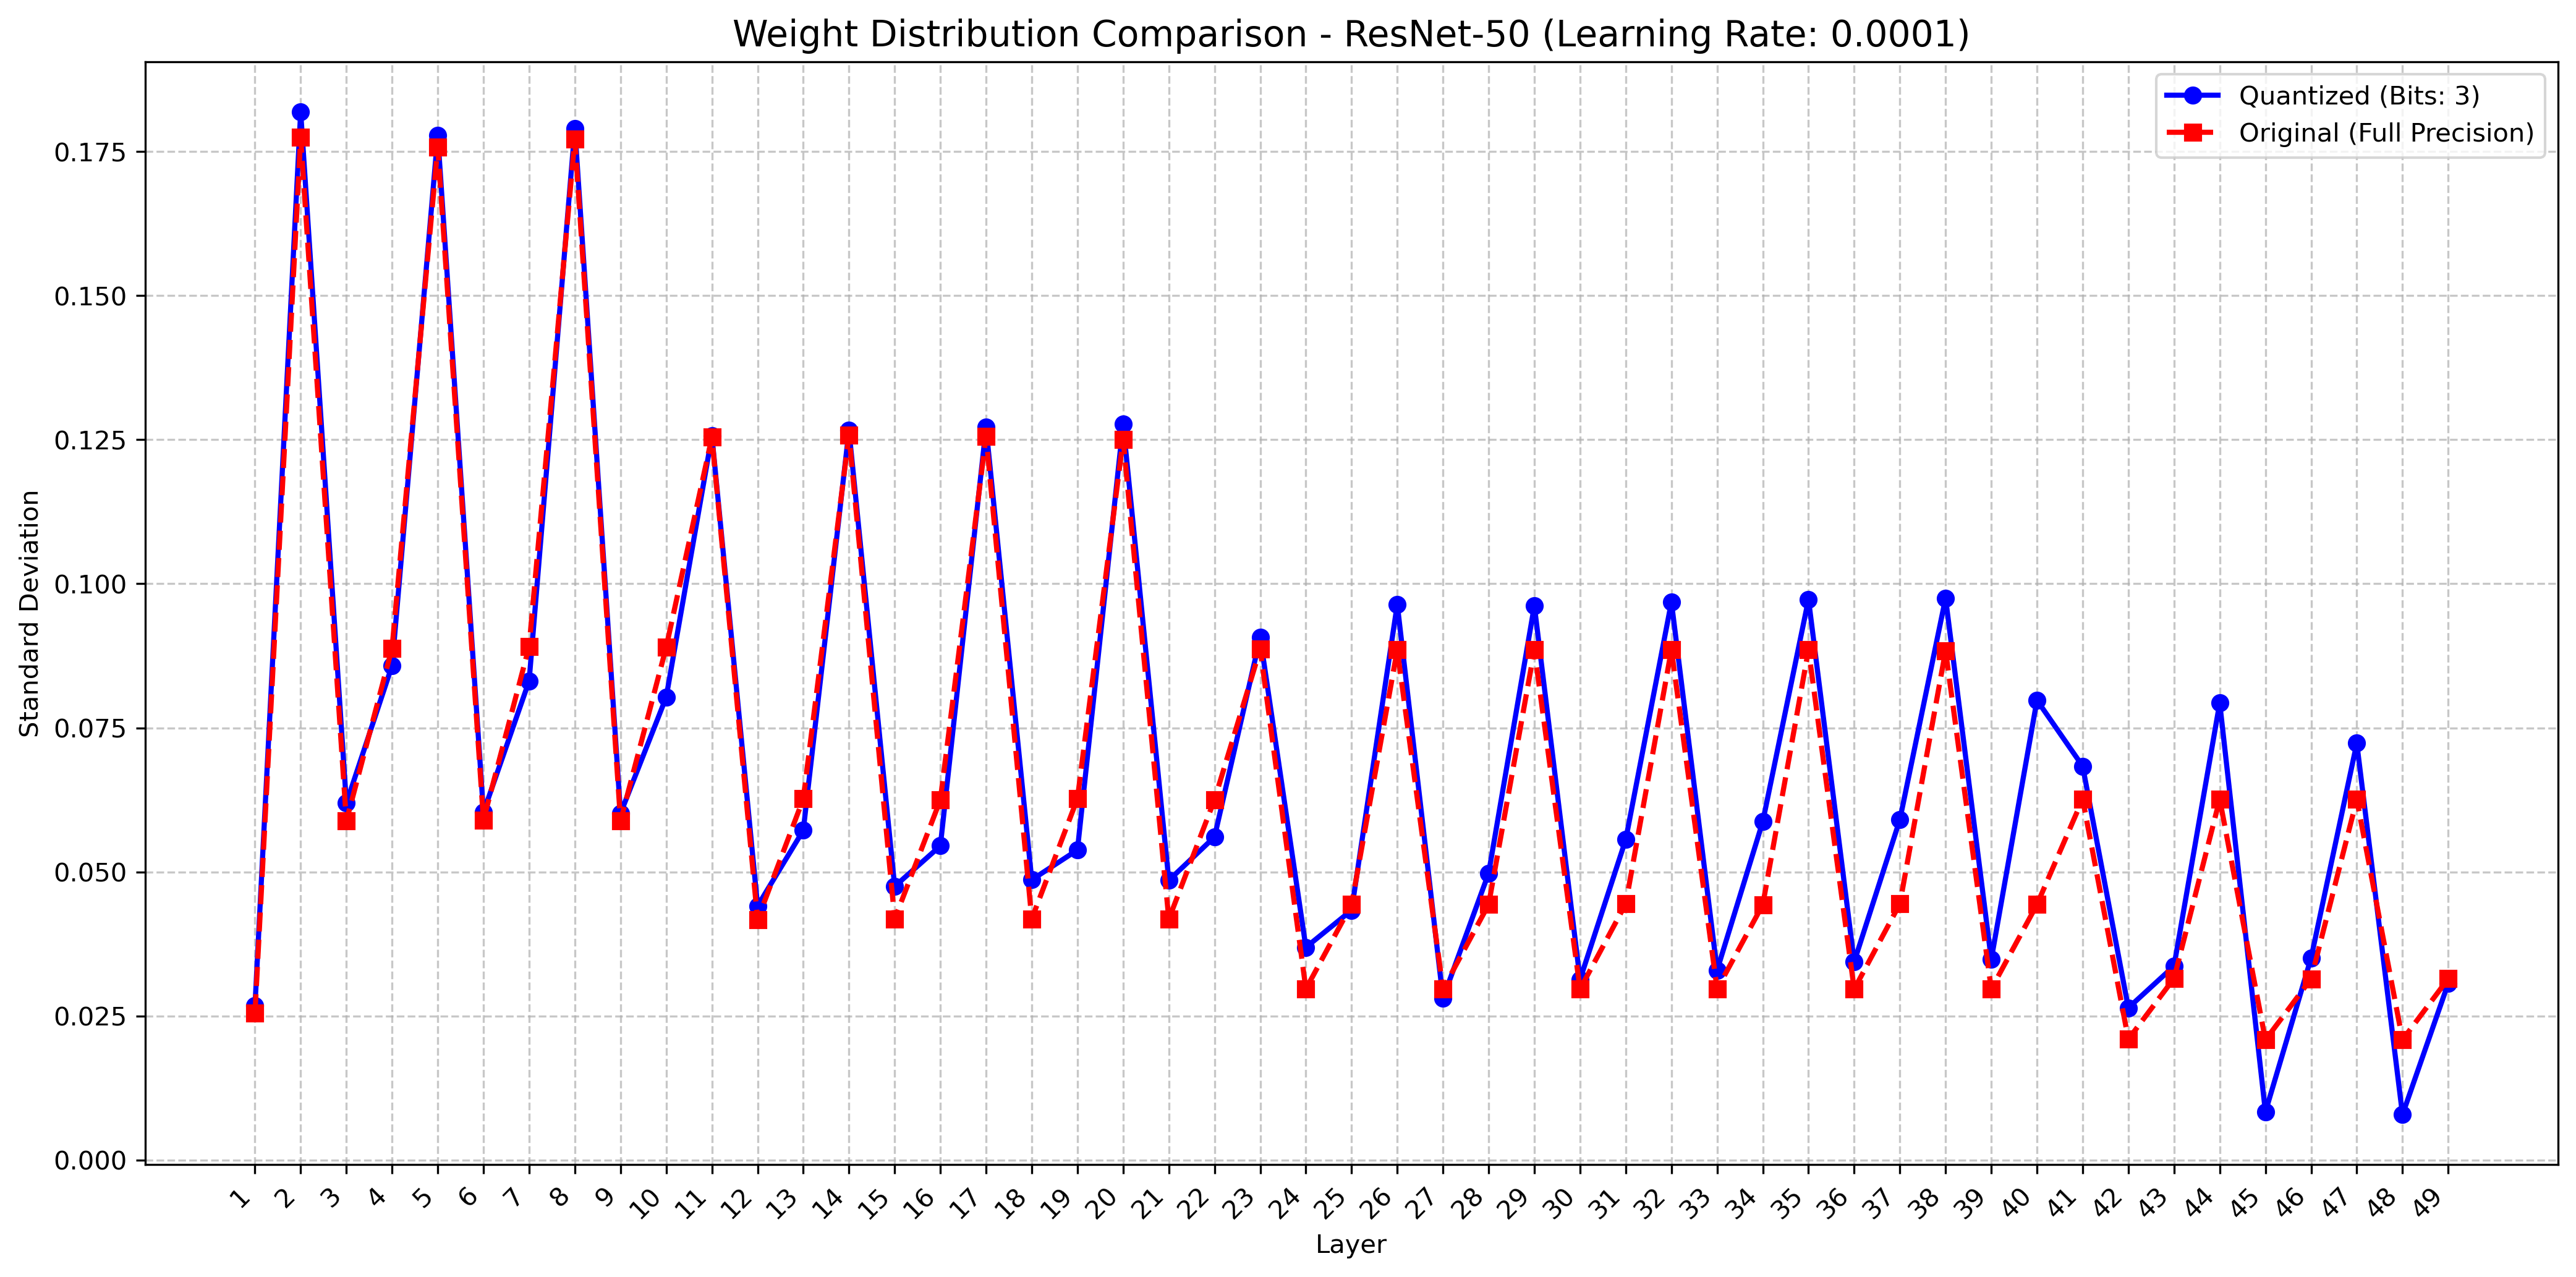 Weight Distribution Comparison - ResNet-50 (Learning Rate: 0.0001)
Quantized (Bits: 3)
Original (Full Precision)
Standard Deviation
0.175
0.150
0.125
0.100
0.075
0.050
0.025
0.000
1 2 3 4 5 6 7 8 9 10 11 12 13 14 15 16 17 18 19 20 21 22 23 24 25 26 27 28 29 30 31 32 33 34 35 36 37 38 39 40 41 42 43 44 45 46 47 48 49
Layer